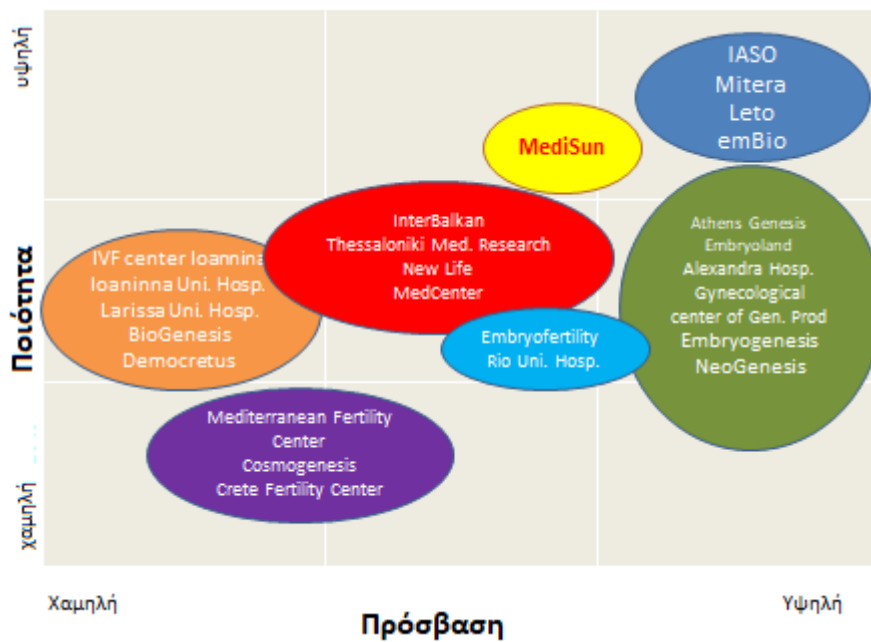 υψηλή
Ποιότητα
χαμηλή
IASO
Mitera
Leto
emBio
MediSun
InterBalkan
Thessaloniki Med. Research
New Life
MedCenter
IVF center Ioannina
Ioaninna Uni. Hosp.
Larissa Uni. Hosp.
BioGenesis
Democretus
Athens Genesis
Embryoland
Alexandra Hosp.
Gynecological
center of Gen. Prod
Embryogenesis
NeoGenesis
Embryofertility
Rio Uni. Hosp.
Mediterranean Fertility
Center
Cosmogenesis
Crete Fertility Center
Χαμηλή
Υψηλή
Πρόσβαση